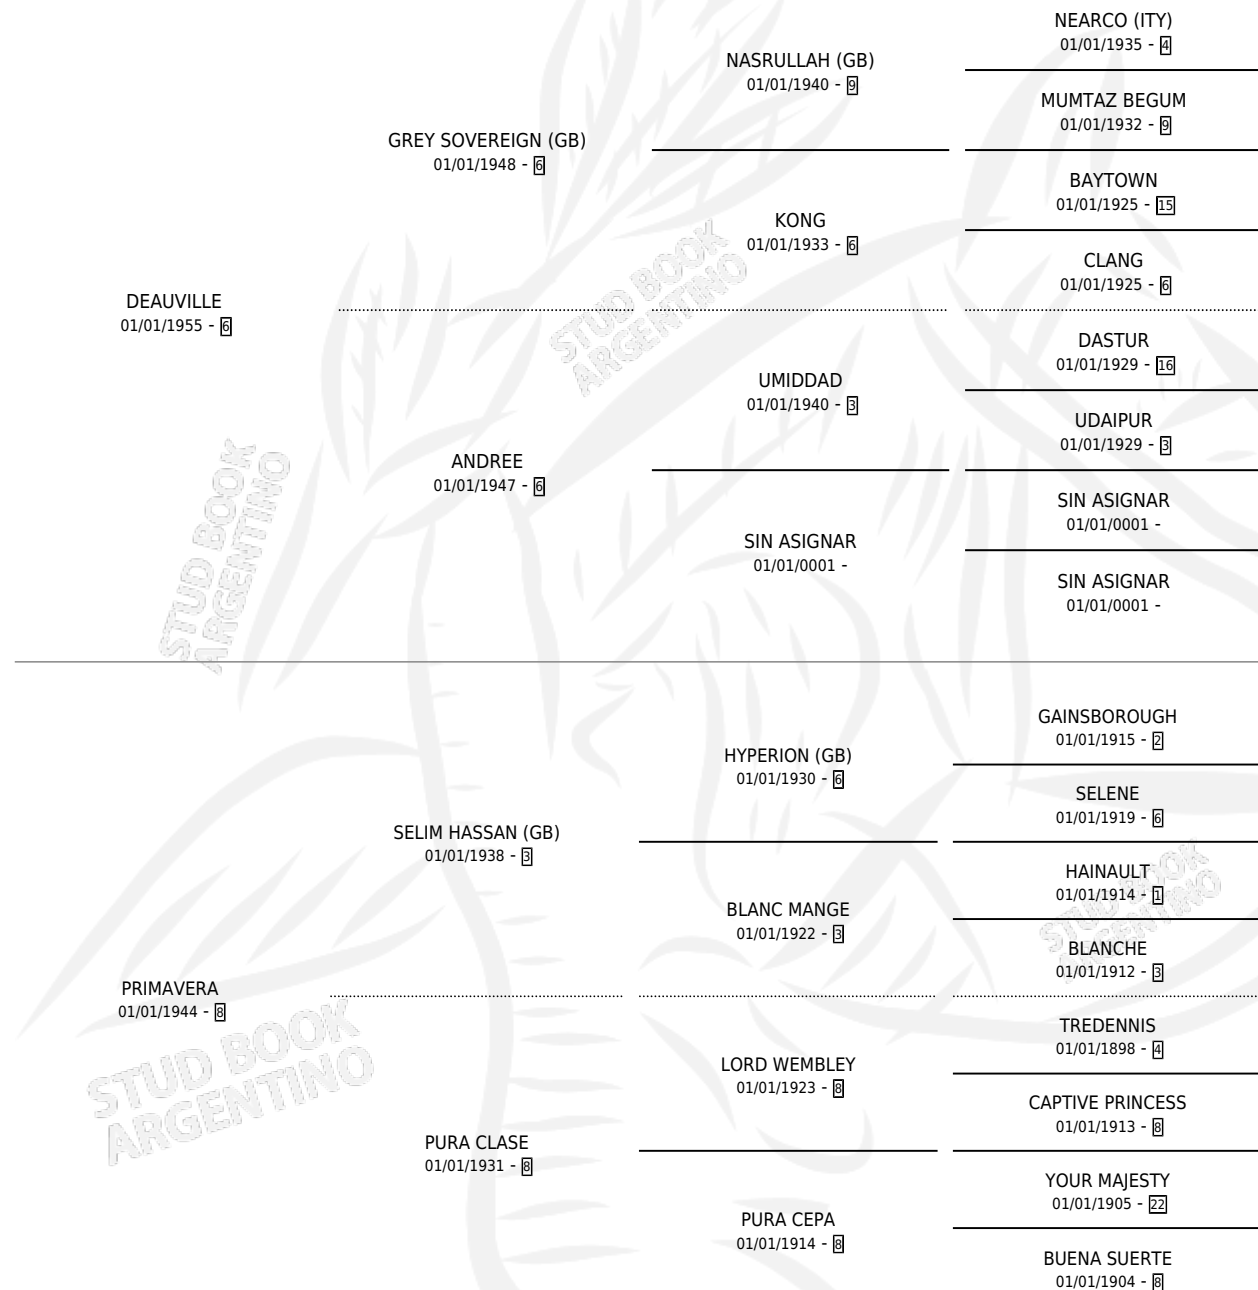 NEARCO (ITY)
01/01/1935 - 4
NASRULLAH (GB)
01/01/1940 - 9
MUMTAZ BEGUM
01/01/1932 - 9
GREY SOVEREIGN (GB)
01/01/1948 - 6
BAYTOWN
01/01/1925 - 15
KONG
01/01/1933 - 6
CLANG
01/01/1925 - 6
DEAUVILLE
01/01/1955 - 6
DASTUR
01/01/1929 - 16
UMIDDAD
01/01/1940 - 3
UDAIPUR
01/01/1929 - 3
ANDREE
01/01/1947 - 6
SIN ASIGNAR
01/01/0001 -
SIN ASIGNAR
01/01/0001 -
SIN ASIGNAR
01/01/0001 -
STUD BOOK
ARGENTINO
STUD BOOK
ARGENTINO
GAINSBOROUGH
01/01/1915 - 2
HYPERION (GB)
01/01/1930 - 6
SELENE
01/01/1919 - 6
SELIM HASSAN (GB)
01/01/1938 - 3
HAINAULT
01/01/1914 - 1
BLANC MANGE
01/01/1922 - 3
BLANCHE
01/01/1912 - 3
PRIMAVERA
01/01/1944 - 8
TREDENNIS
01/01/1898 - 4
LORD WEMBLEY
01/01/1923 - 8
CAPTIVE PRINCESS
01/01/1913 - 8
PURA CLASE
01/01/1931 - 8
YOUR MAJESTY
01/01/1905 - 22
PURA CEPA
01/01/1914 - 8
BUENA SUERTE
01/01/1904 - 8
STUD BOOK
ARGENTINO
STUD BOOK
ARGENTINO